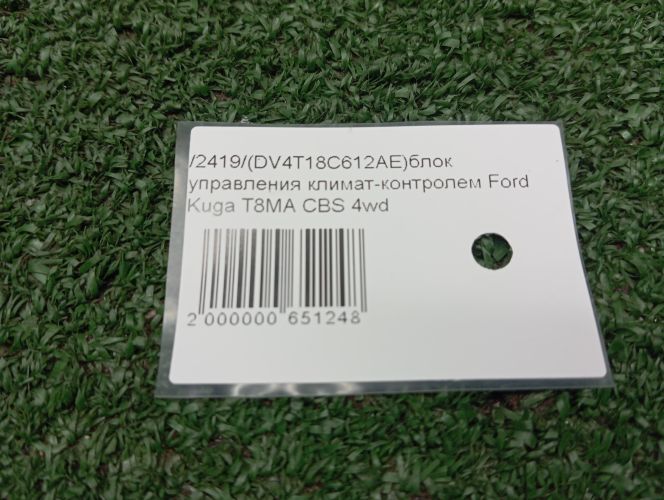 /2419/(DV4T18C612AE)блок
управления климат-контролем Ford
Kuga T8MA CBS 4wd
2 000000 651248